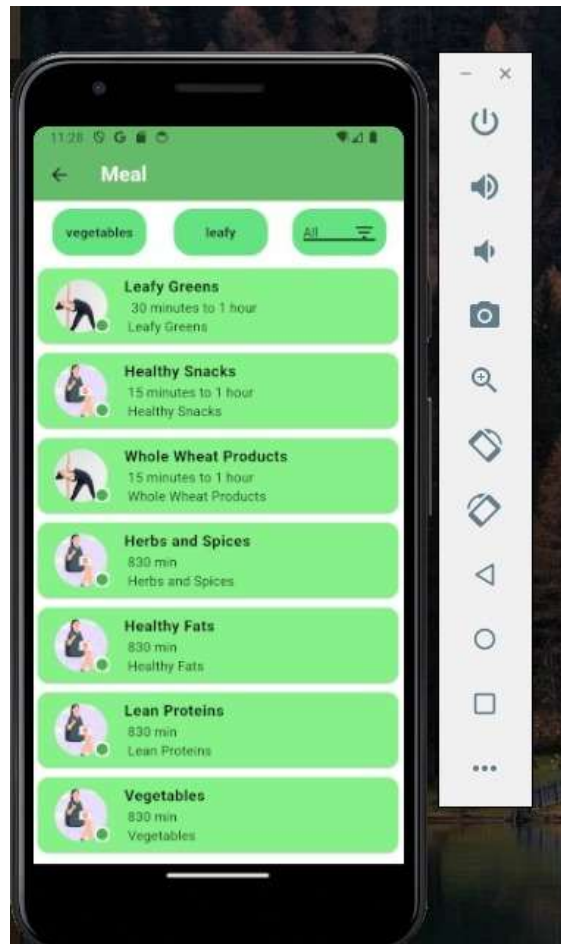 11:28
Meal
vegetables leafy All
Leafy Greens
30 minutes to 1 hour
Leafy Greens
Healthy Snacks
15 minutes to 1 hour
Healthy Snacks
Whole Wheat Products
15 minutes to 1 hour
Whole Wheat Products
Herbs and Spices
830 min
Herbs and Spices
Healthy Fats
830 min
Healthy Fats
Lean Proteins
830 min
Lean Proteins
Vegetables
830 min
Vegetables